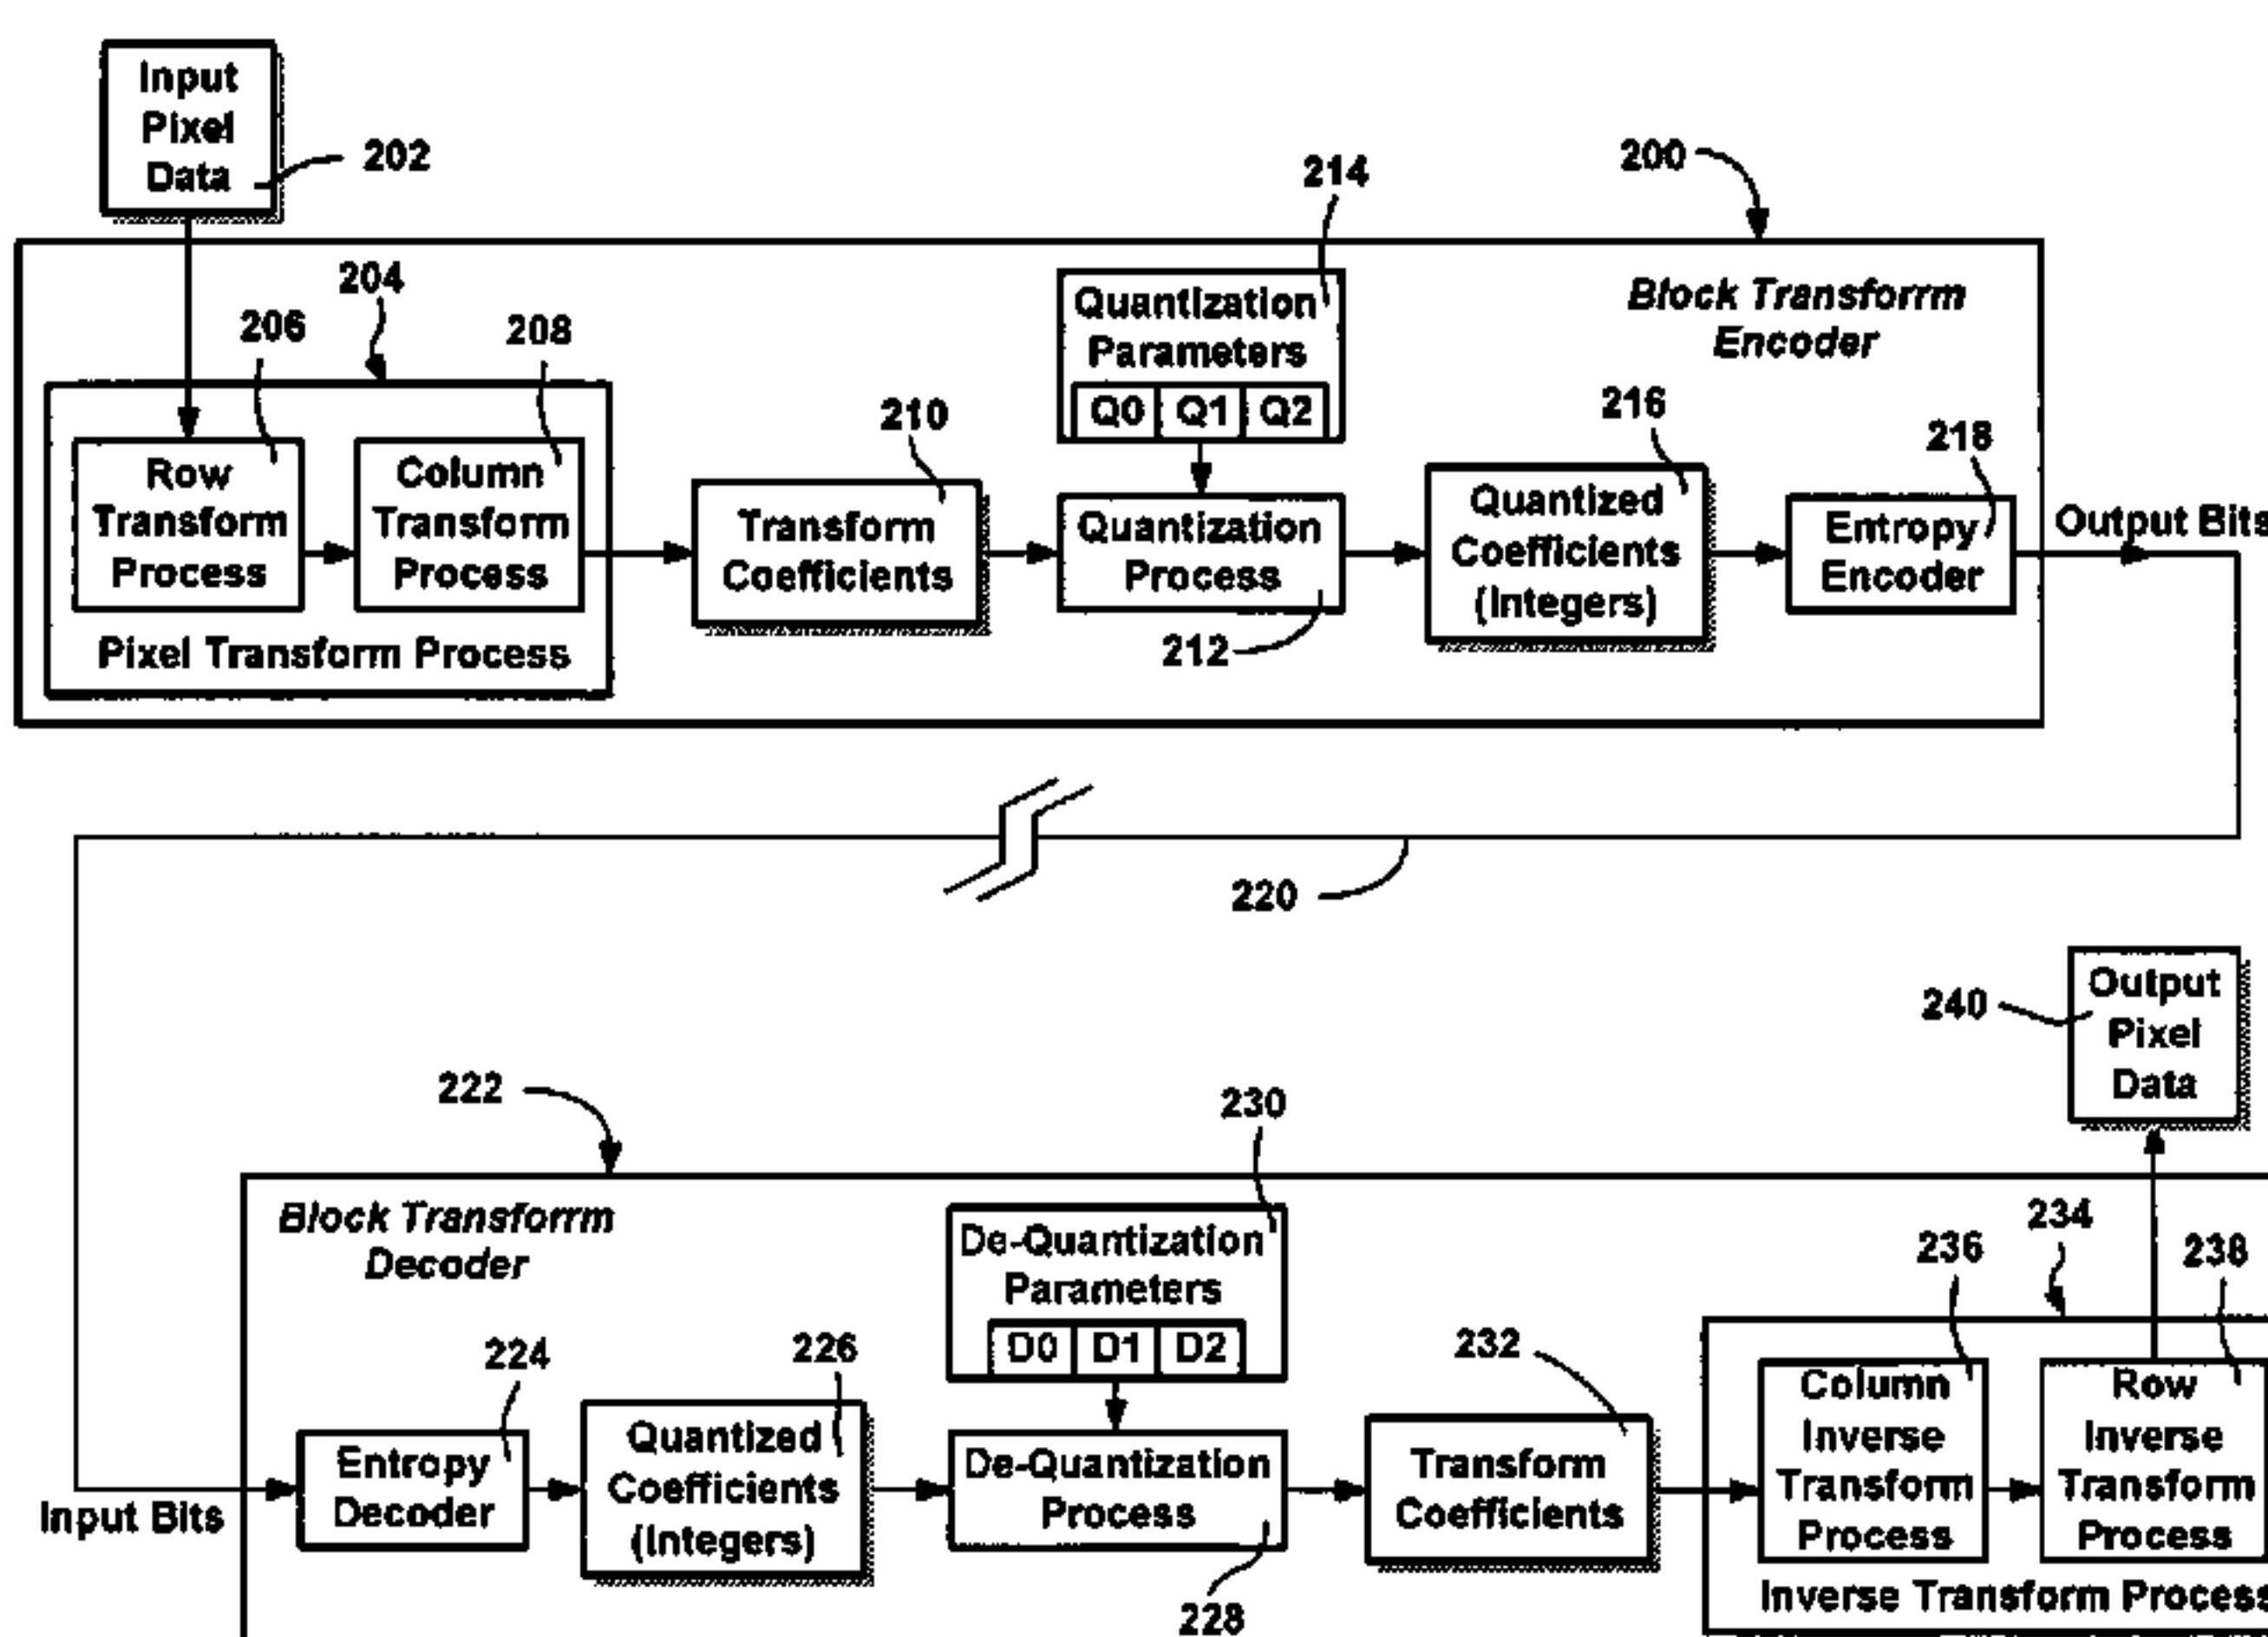 Input
Pixel
Data
202
200
214
204
206
208
Quantization
Parameters
Q0 Q1 Q2
Block Transforrm
Encoder
210
216
218
Row
Transform
Process
Column
Transform
Process
Pixel Transform Process
Transform
Coefficients
Quantization
Process
212
Quantized
Coefficients
(Integers)
Entropy
Encoder
Output Bits
220
240
Output
Pixel
Data
222
230
Block Transforrm
Decoder
De-Quantization
Parameters
D0 D1 D2
234
236
238
224
226
232
Input Bits
Entropy
Decoder
Quantized
Coefficients
(Integers)
De-Quantization
Process
228
Transform
Coefficients
Column
Inverse
Transform
Process
Row
Inverse
Transform
Process
Inverse Transform Process